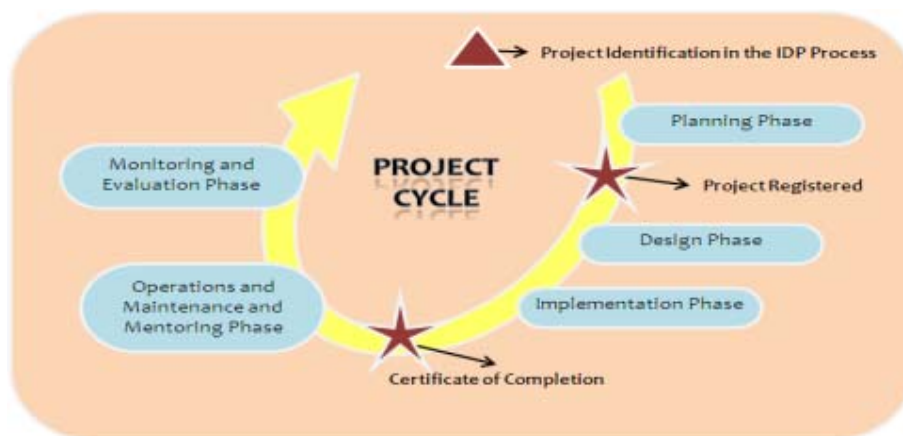 Project Identification in the IDP Process
Planning Phase
PROJECT
CYCLE
Monitoring and
Evaluation Phase
Project Registered
Design Phase
Operations and
Maintenance and
Mentoring Phase
Implementation Phase
Certificate of Completion